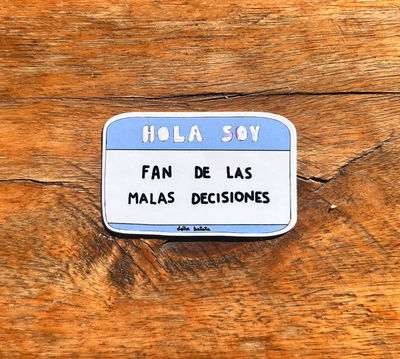 HOLA SOY
FAN DE LAS
MALAS DECISIONES